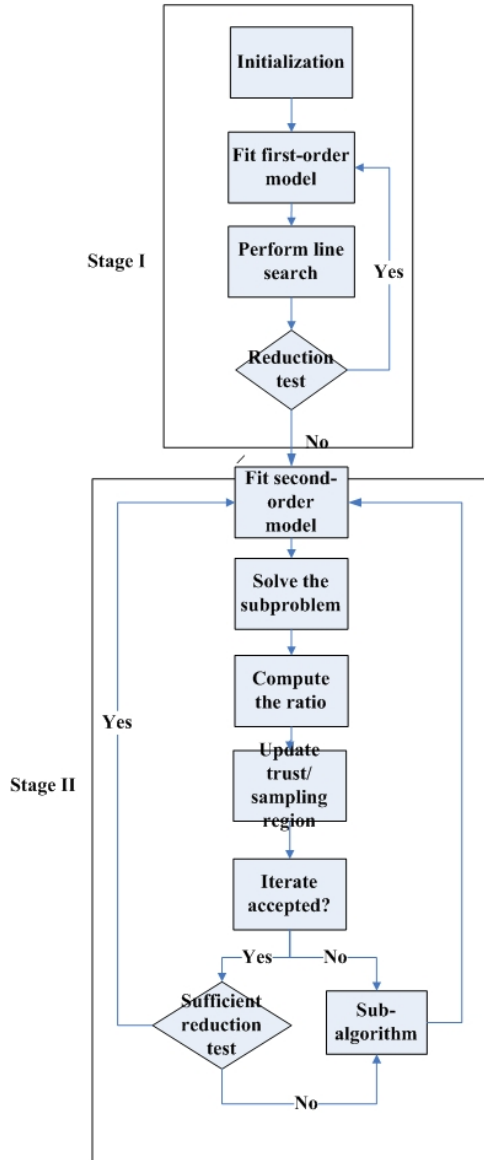 Initialization
Fit first-order
model
Stage I
Perform line
search
Yes
Reduction
test
No
Fit second-
order
model
Solve the
subproblem
Compute
the ratio
Yes
Update
trust/
sampling
region
Stage II
Iterate
accepted?
Yes
No
Sufficient
reduction
test
Sub-
algorithm
No